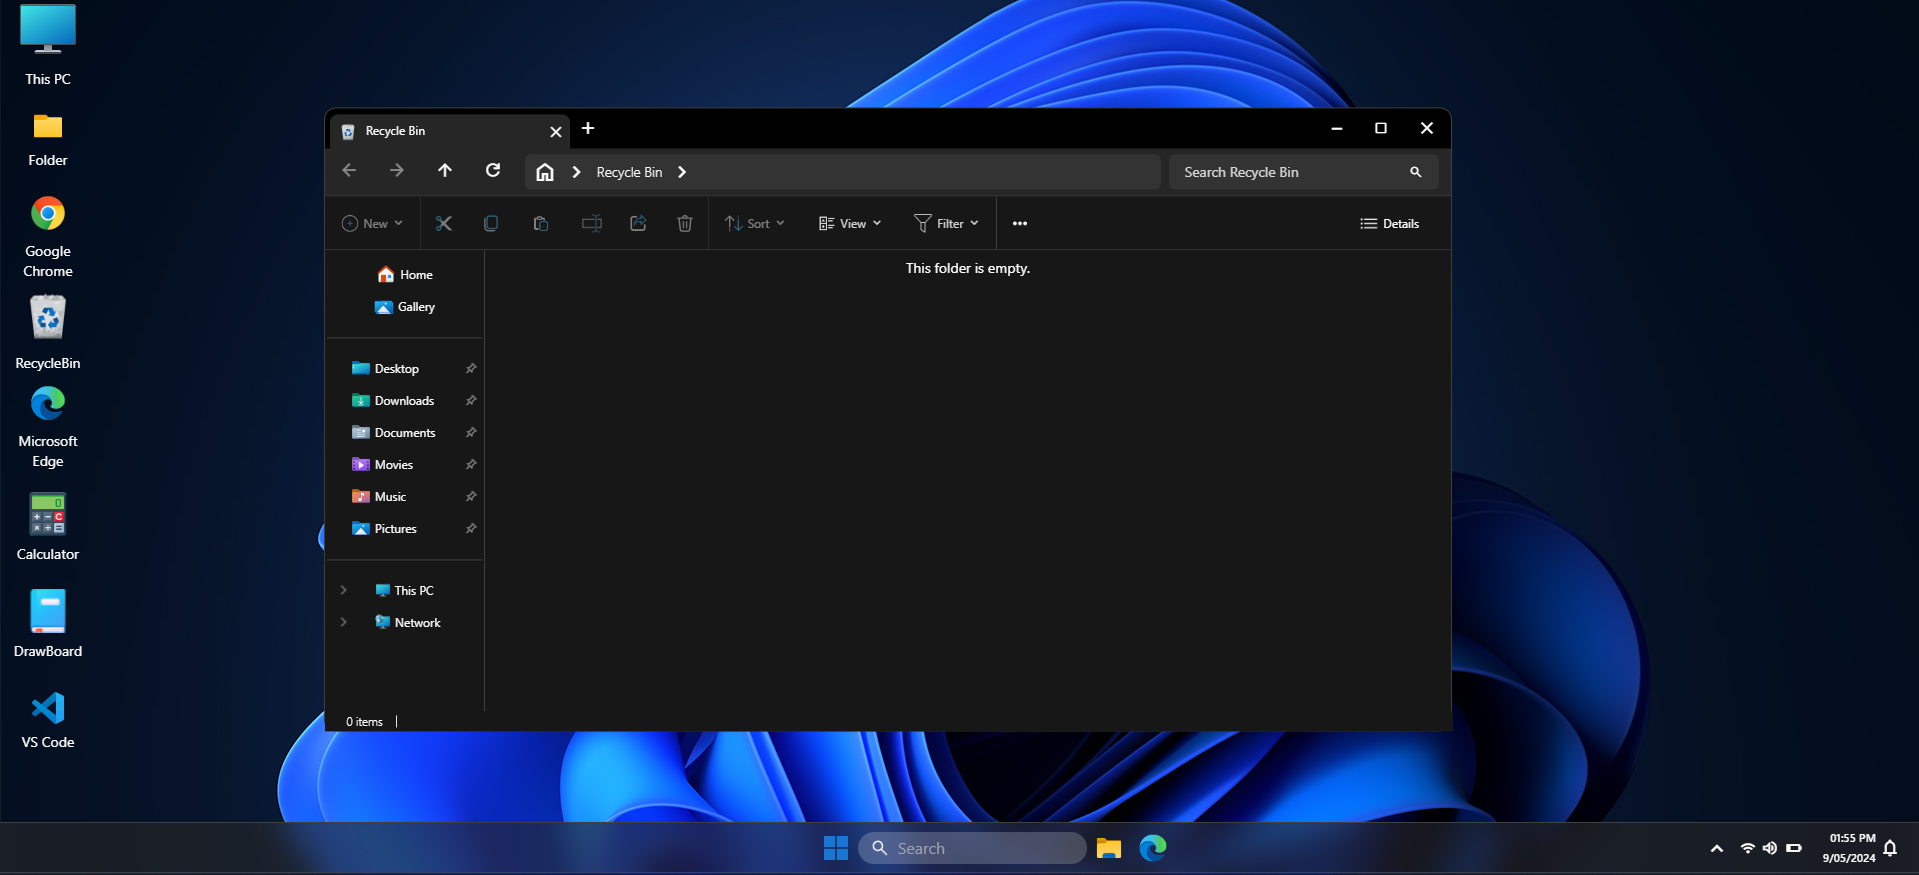 This PC
Folder
Google
Chrome
RecycleBin
Microsoft
Edge
0
Calculator
DrawBoard
VS Code
Recycle Bin
Recycle Bin
Search Recycle Bin
New
Sort
View
Filter
Details
Home
Gallery
Desktop
Downloads
Documents
Movies
Music
Pictures
This PC
Network
This folder is empty.
0 items
Search
01:55 PM
9/05/2024